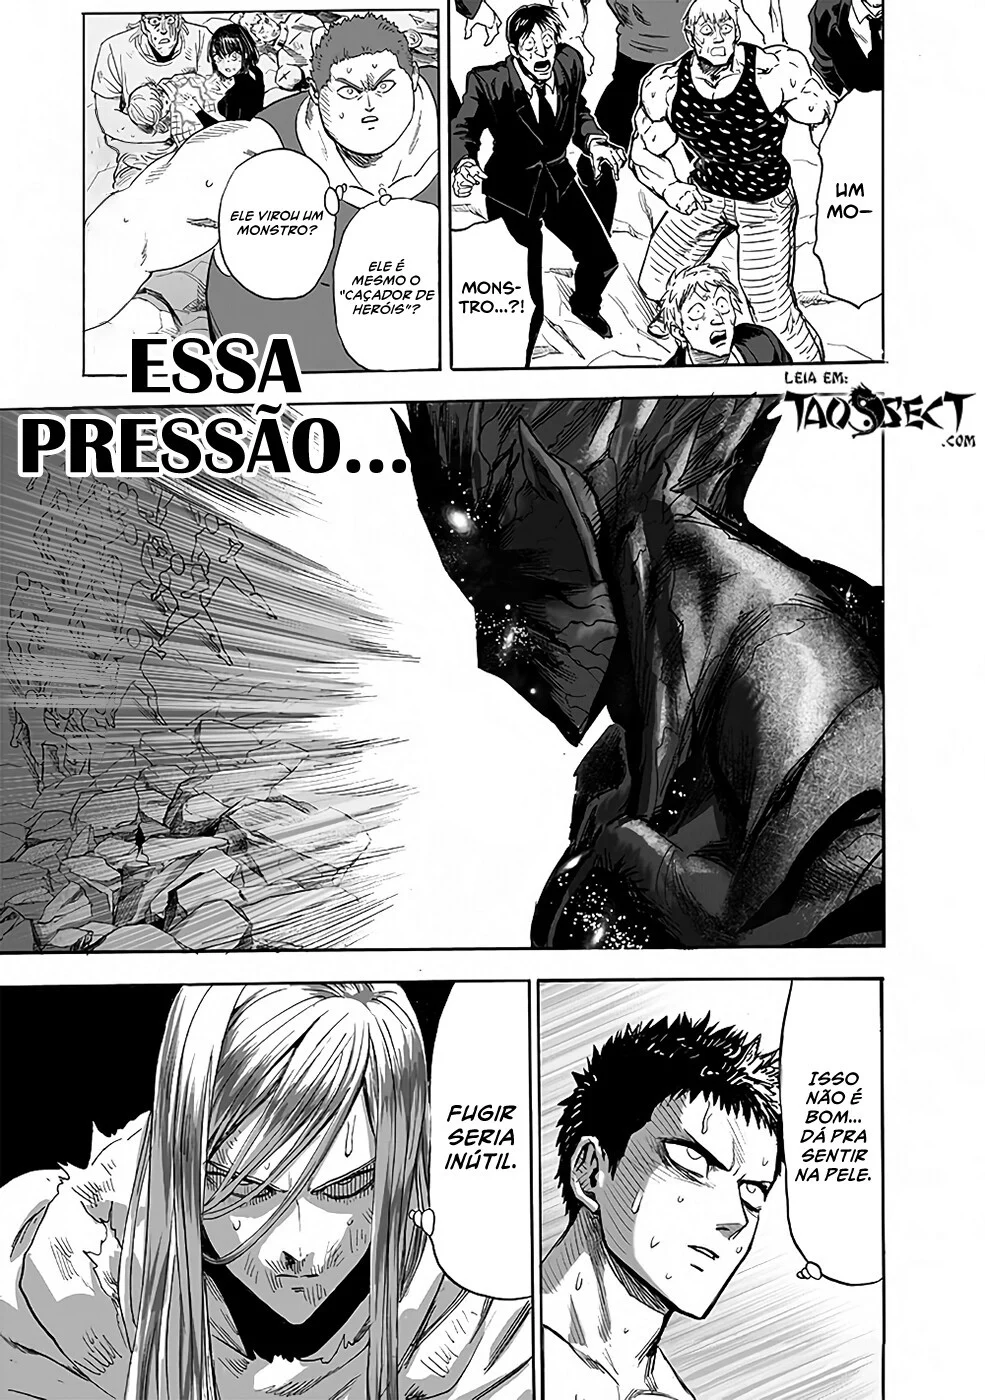 UM
MO-
MONS-
TRO...?!
ELE VIROU UM
MONSTRO?
ELE É
MESMO O
"CAÇADOR DE
HERÓIS"?
ESSA
PRESSÃO...
LEIA EM:
TAOSECT
.COM
ISSO
NÃO É
BOM...
DÁ PRA
SENTIR
NA PELE.
FUGIR
SERIA
INÚTIL.